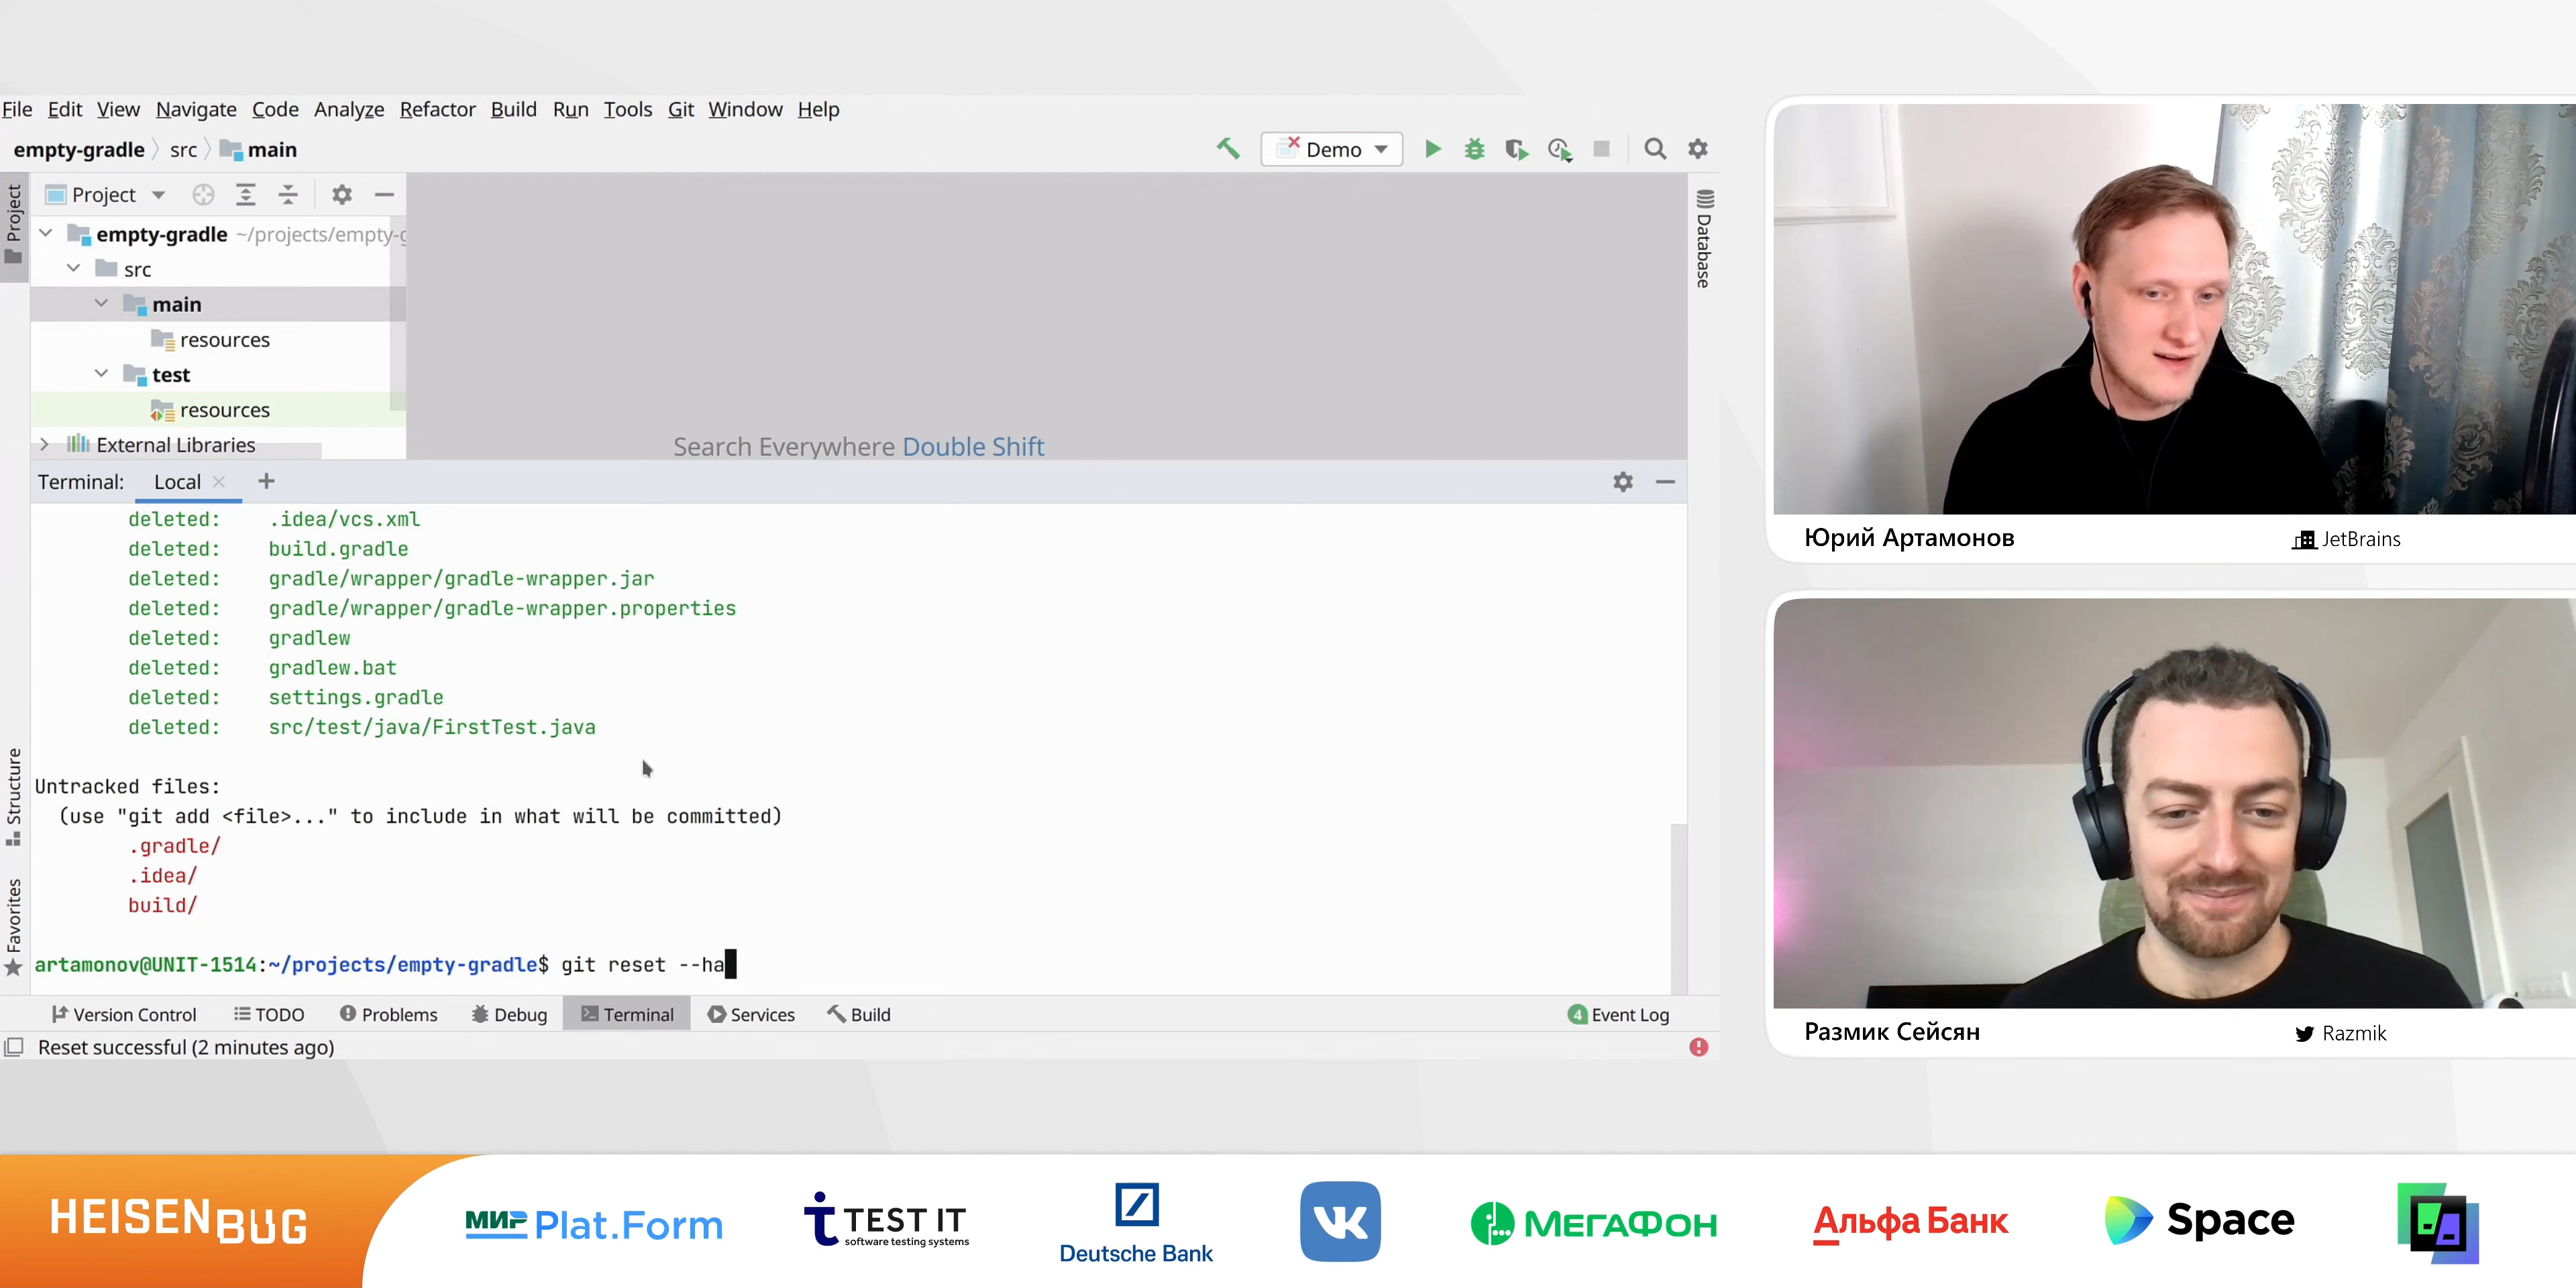 File Edit View Navigate Code Analyze Refactor Build Run Tools Git Window Help
empty-gradle src main
Demo
Project
Project
empty-gradle ~/projects/empty-g
src
main
resources
test
resources
External Libraries
Search Everywhere Double Shift
Database
Terminal: Local
deleted: .idea/vcs.xml
deleted: build.gradle
deleted: gradle/wrapper/gradle-wrapper.jar
deleted: gradle/wrapper/gradle-wrapper.properties
deleted: gradlew
deleted: gradlew.bat
deleted: settings.gradle
deleted: src/test/java/FirstTest.java
Untracked files:
(use "git add <file>..." to include in what will be committed)
.gradle/
.idea/
build/
artamonov@UNIT-1514:~/projects/empty-gradle$ git reset --ha
Structure
Favorites
Version Control TODO Problems Debug Terminal Services Build 4 Event Log
Reset successful (2 minutes ago)
Юрий Артамонов JetBrains
Размик Сейсян Razmik
HEISENBUG
МИР Plat.Form
TEST IT
software testing systems
Deutsche Bank
VK
МЕГАФОН
Альфа Банк
Space